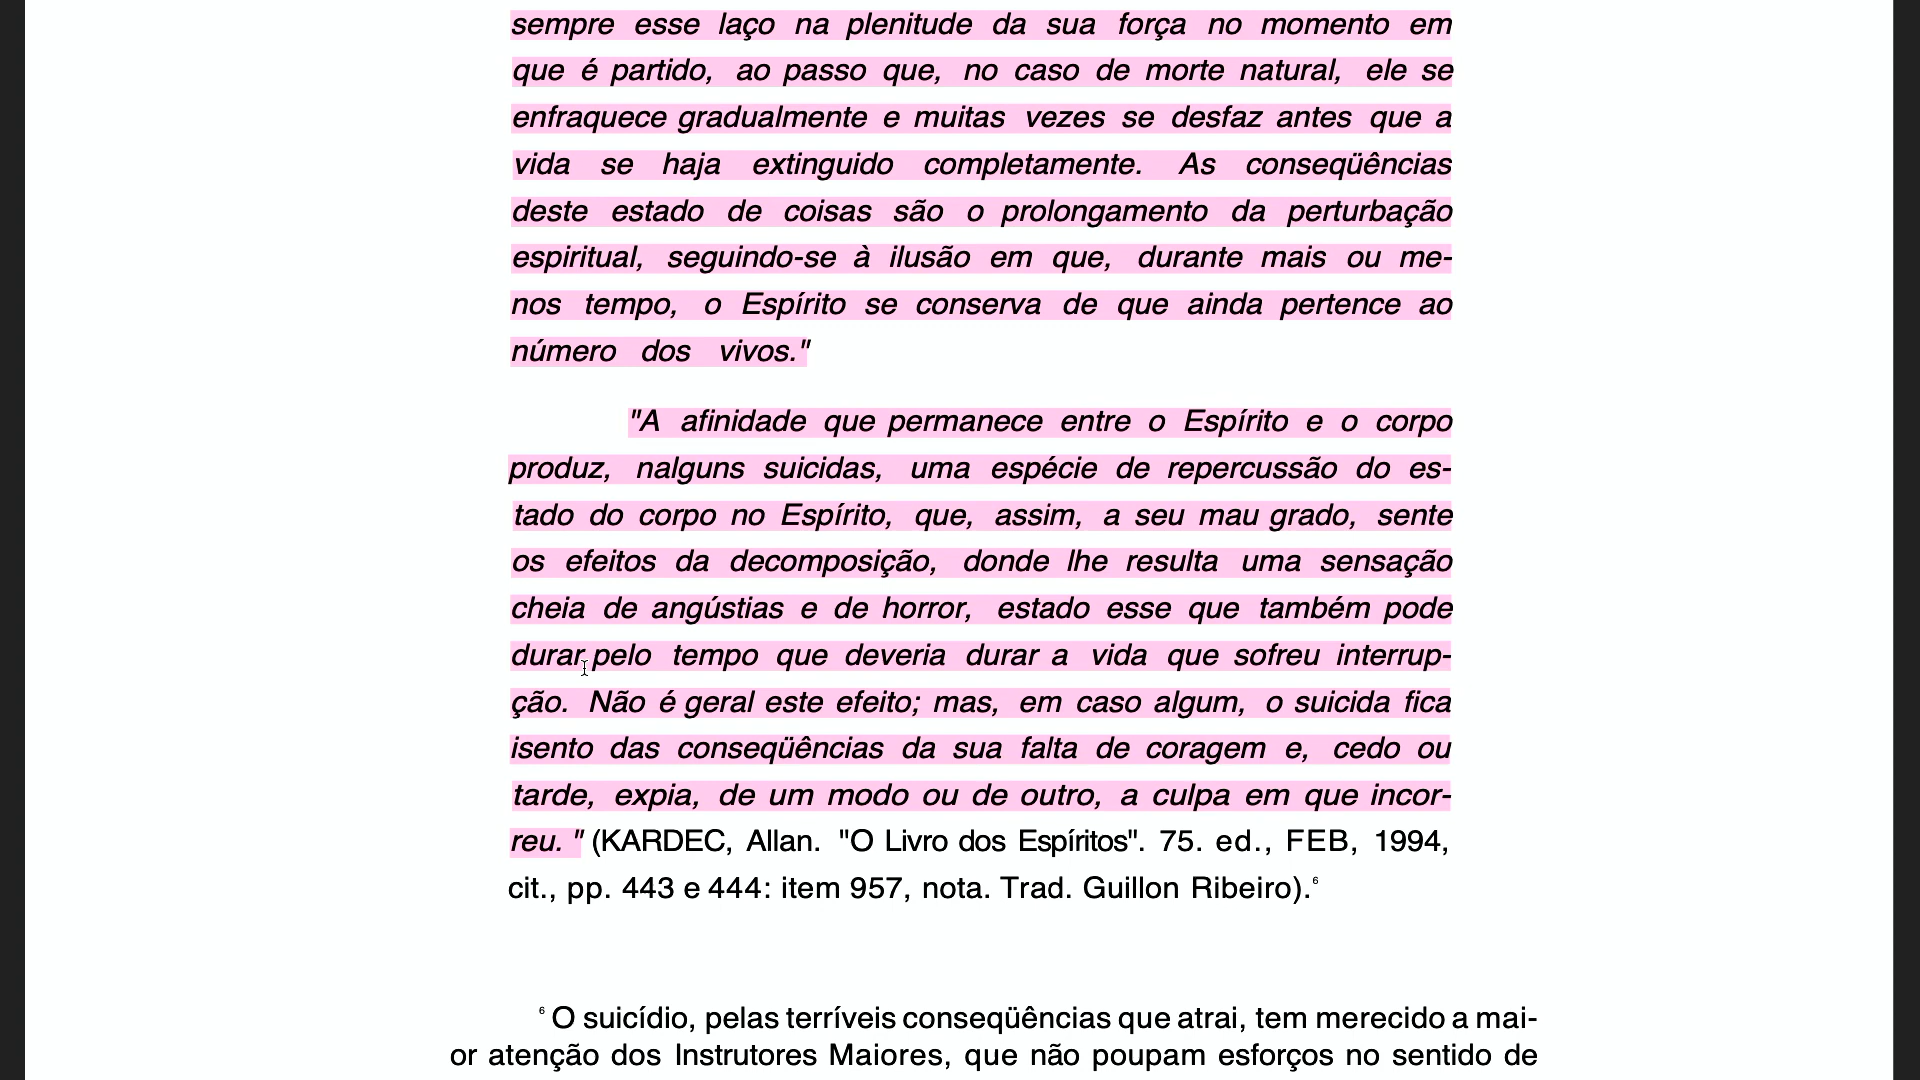 sempre esse laço na plenitude da sua força no momento em
que é partido, ao passo que, no caso de morte natural, ele se
enfraquece gradualmente e muitas vezes se desfaz antes que a
vida se haja extinguido completamente. As conseqüências
deste estado de coisas são o prolongamento da perturbação
espiritual, seguindo-se à ilusão em que, durante mais ou me-
nos tempo, o Espírito se conserva de que ainda pertence ao
número dos vivos."
"A afinidade que permanece entre o Espírito e o corpo
produz, nalguns suicidas, uma espécie de repercussão do es-
tado do corpo no Espírito, que, assim, a seu mau grado, sente
os efeitos da decomposição, donde lhe resulta uma sensação
cheia de angústias e de horror, estado esse que também pode
durar pelo tempo que deveria durar a vida que sofreu interrup-
ção. Não é geral este efeito; mas, em caso algum, o suicida fica
isento das conseqüências da sua falta de coragem e, cedo ou
tarde, expia, de um modo ou de outro, a culpa em que incor-
reu. " (KARDEC, Allan. "O Livro dos Espíritos". 75. ed., FEB, 1994,
cit., pp. 443 e 444: item 957, nota. Trad. Guillon Ribeiro).⁶
⁶ O suicídio, pelas terríveis conseqüências que atrai, tem merecido a mai-
or atenção dos Instrutores Maiores, que não poupam esforços no sentido de